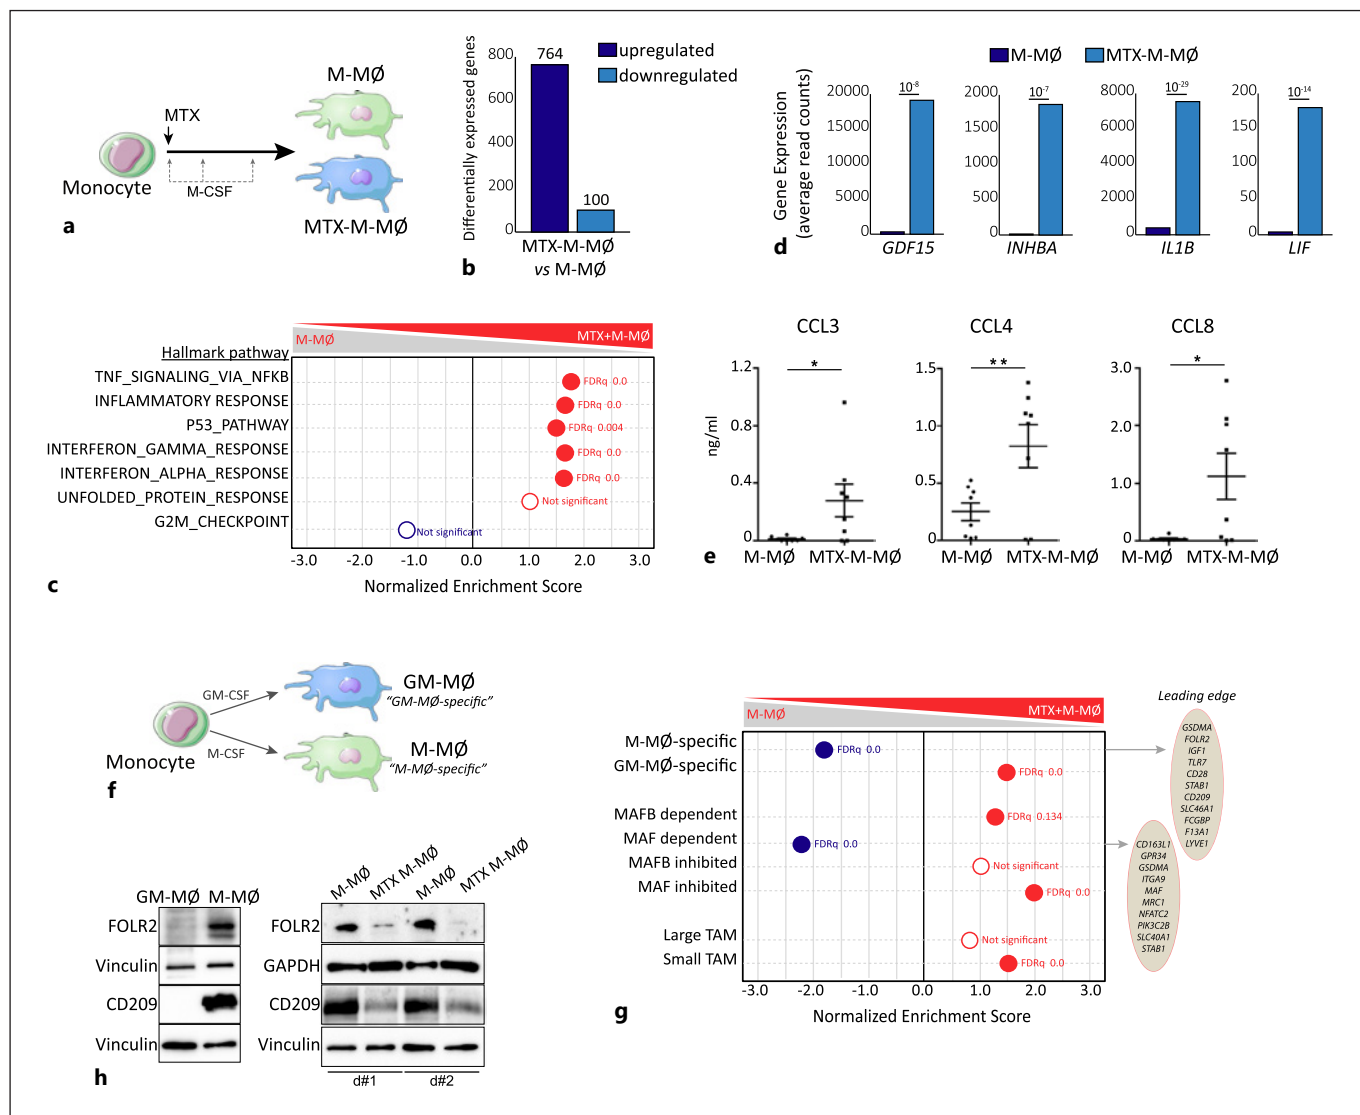 M-MØ
MTX
Monocyte
M-CSF
MTX-M-MØ
a
Differentially expressed genes
800
600
400
200
0
764
100
upregulated
downregulated
MTX-M-MØ
vs M-MØ
b
M-MØ MTX-M-MØ
Gene Expression
(average read counts)
20000
15000
10000
5000
0
10-8
GDF15
2000
1500
1000
500
0
10-7
INHBA
8000
6000
4000
2000
0
10-29
IL1B
200
150
100
50
0
10-14
LIF
d
M-MØ MTX+M-MØ
Hallmark pathway
TNF_SIGNALING_VIA_NFKB FDRq 0.0
INFLAMMATORY RESPONSE FDRq 0.0
P53_PATHWAY FDRq 0.004
INTERFERON_GAMMA_RESPONSE FDRq 0.0
INTERFERON_ALPHA_RESPONSE FDRq 0.0
UNFOLDED_PROTEIN_RESPONSE Not significant
G2M_CHECKPOINT Not significant
-3.0 -2.0 -1.0 0.0 1.0 2.0 3.0
Normalized Enrichment Score
c
CCL3
ng/ml
1.2
0.8
0.4
0
*
M-MØ MTX-M-MØ
CCL4
1.5
1.0
0.5
0
**
M-MØ MTX-M-MØ
CCL8
3.0
2.0
1.0
0
*
M-MØ MTX-M-MØ
e
Monocyte
GM-CSF
M-CSF
GM-MØ
“GM-MØ-specific”
M-MØ
“M-MØ-specific”
f
M-MØ MTX+M-MØ
M-MØ-specific FDRq 0.0
GM-MØ-specific FDRq 0.0
MAFB dependent FDRq 0.134
MAF dependent FDRq 0.0
MAFB inhibited Not significant
MAF inhibited FDRq 0.0
Large TAM Not significant
Small TAM FDRq 0.0
-3.0 -2.0 -1.0 0.0 1.0 2.0 3.0
Normalized Enrichment Score
Leading edge
GSDMA
FOLR2
IGF1
TLR7
CD28
STAB1
CD209
SLC46A1
FCGBP
F13A1
LYVE1
CD163L1
GPR34
GSDMA
ITGA9
MAF
MRC1
NFATC2
PIK3C2B
SLC40A1
STAB1
g
GM-MØ M-MØ
FOLR2
Vinculin
CD209
Vinculin
M-MØ MTX M-MØ M-MØ MTX M-MØ
FOLR2
GAPDH
CD209
Vinculin
d#1 d#2
h